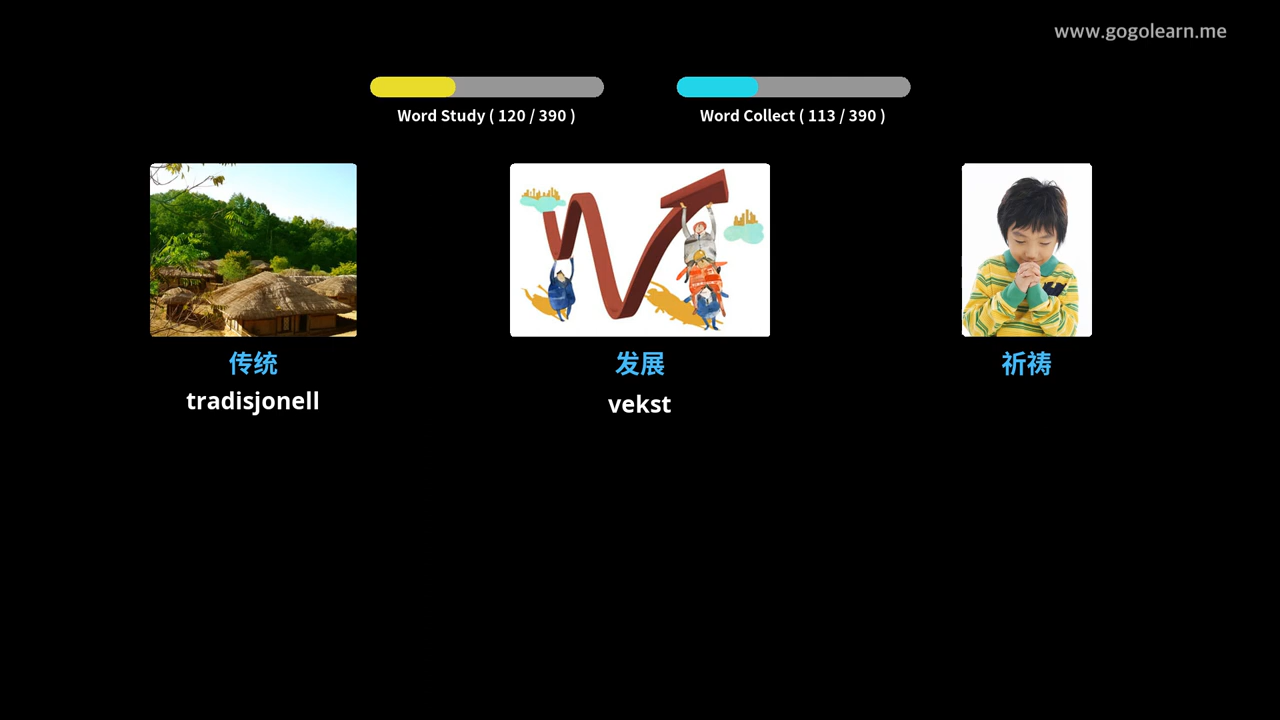 www.gogolearn.me
Word Study ( 120 / 390 )
Word Collect ( 113 / 390 )
传统
发展
祈祷
tradisjonell
vekst